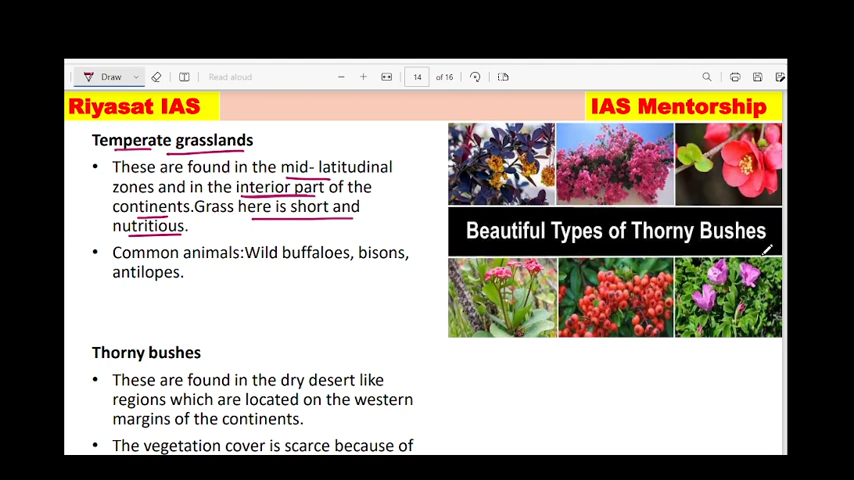 Draw
Read aloud
14
of 16
Riyasat IAS
IAS Mentorship
Temperate grasslands
• These are found in the mid- latitudinal
zones and in the interior part of the
continents.Grass here is short and
nutritious.
• Common animals:Wild buffaloes, bisons,
antilopes.
Beautiful Types of Thorny Bushes
Thorny bushes
• These are found in the dry desert like
regions which are located on the western
margins of the continents.
• The vegetation cover is scarce because of